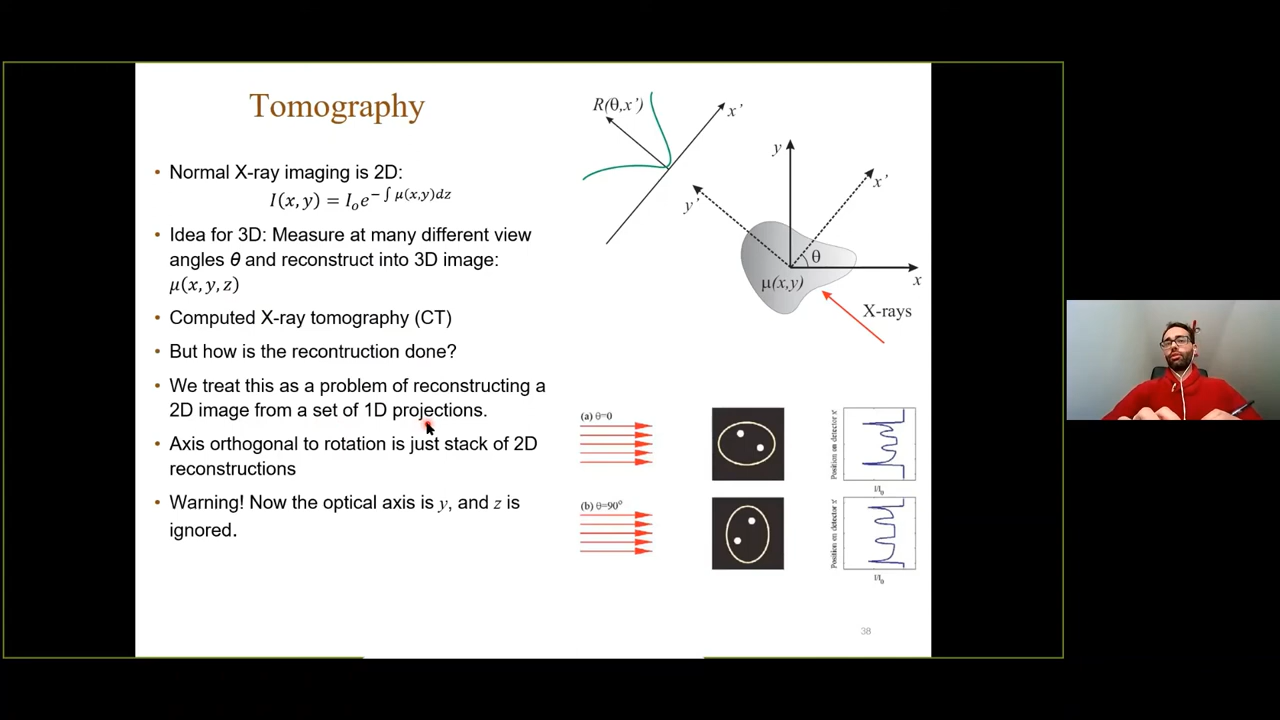 Tomography
• Normal X-ray imaging is 2D:
I(x, y) = I₀e^{− ∫ μ(x,y)dz}
• Idea for 3D: Measure at many different view
angles θ and reconstruct into 3D image:
μ(x, y, z)
• Computed X-ray tomography (CT)
• But how is the recontruction done?
• We treat this as a problem of reconstructing a
2D image from a set of 1D projections.
• Axis orthogonal to rotation is just stack of 2D
reconstructions
• Warning! Now the optical axis is y, and z is
ignored.
R(θ,x')
x'
y
x'
y'
θ
μ(x,y)
x
X-rays
(a) θ=0
Position on detector x'
I/I₀
(b) θ=90°
Position on detector x'
I/I₀
38